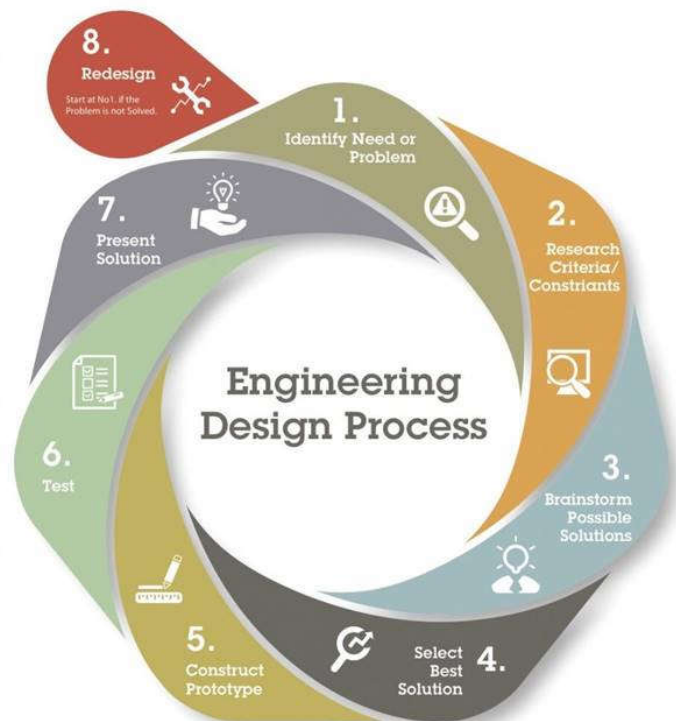 Engineering
Design Process
1.
Identify Need or
Problem
2.
Research
Criteria/
Constriants
3.
Brainstorm
Possible
Solutions
4.
Select
Best
Solution
5.
Construct
Prototype
6.
Test
7.
Present
Solution
8.
Redesign
Start at No1. if the
Problem is not Solved.